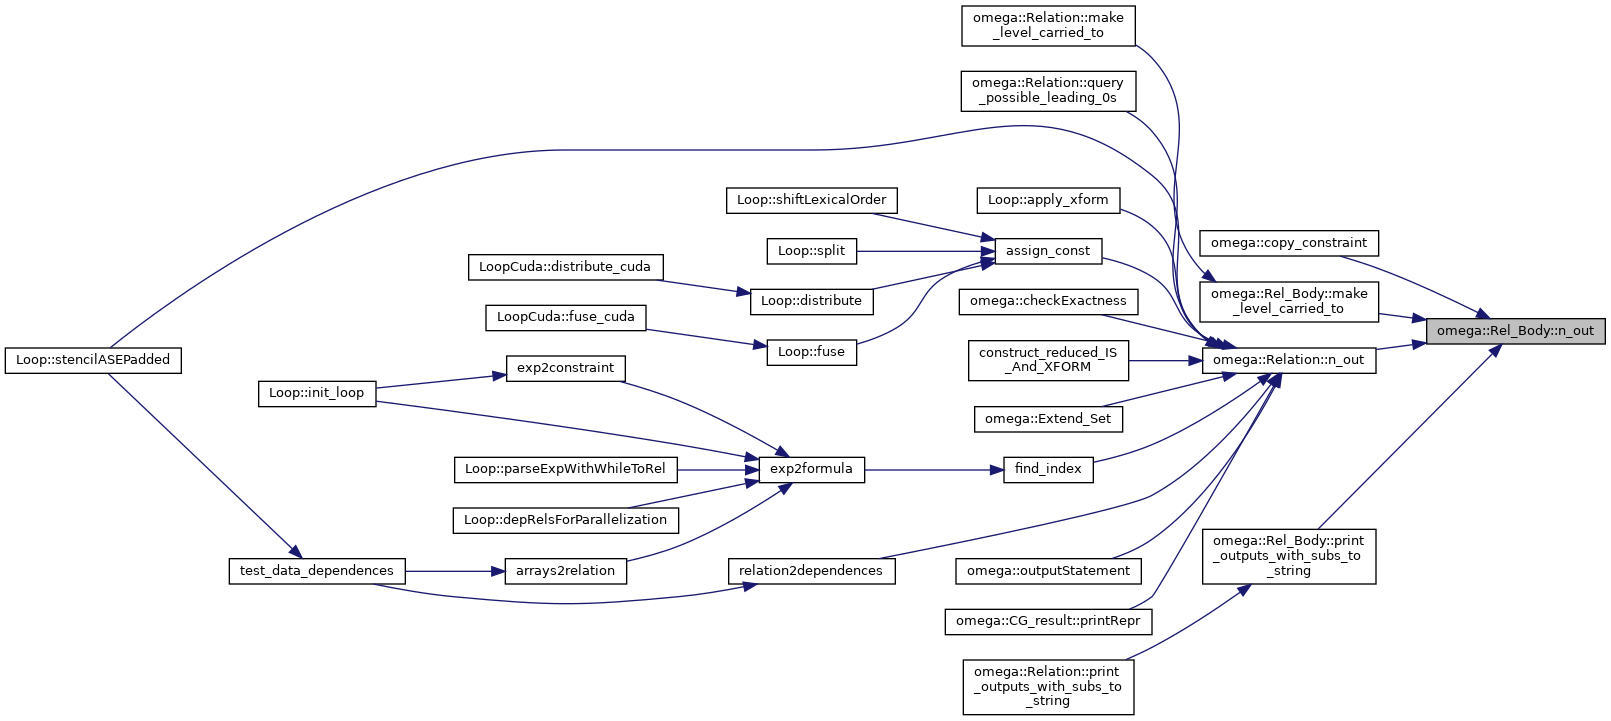 omega::Relation::make
_level_carried_to
omega::Relation::query
_possible_leading_0s
Loop::shiftLexicalOrder
Loop::apply_xform
omega::copy_constraint
Loop::split
assign_const
LoopCuda::distribute_cuda
Loop::distribute
omega::checkExactness
omega::Rel_Body::make
_level_carried_to
LoopCuda::fuse_cuda
omega::Rel_Body::n_out
Loop::stencilASEPadded
Loop::fuse
construct_reduced_IS
_And_XFORM
omega::Relation::n_out
exp2constraint
Loop::init_loop
omega::Extend_Set
Loop::parseExpWithWhileToRel
exp2formula
find_index
Loop::depRelsForParallelization
omega::Rel_Body::print
_outputs_with_subs_to
_string
test_data_dependences
arrays2relation
relation2dependences
omega::outputStatement
omega::CG_result::printRepr
omega::Relation::print
_outputs_with_subs_to
_string